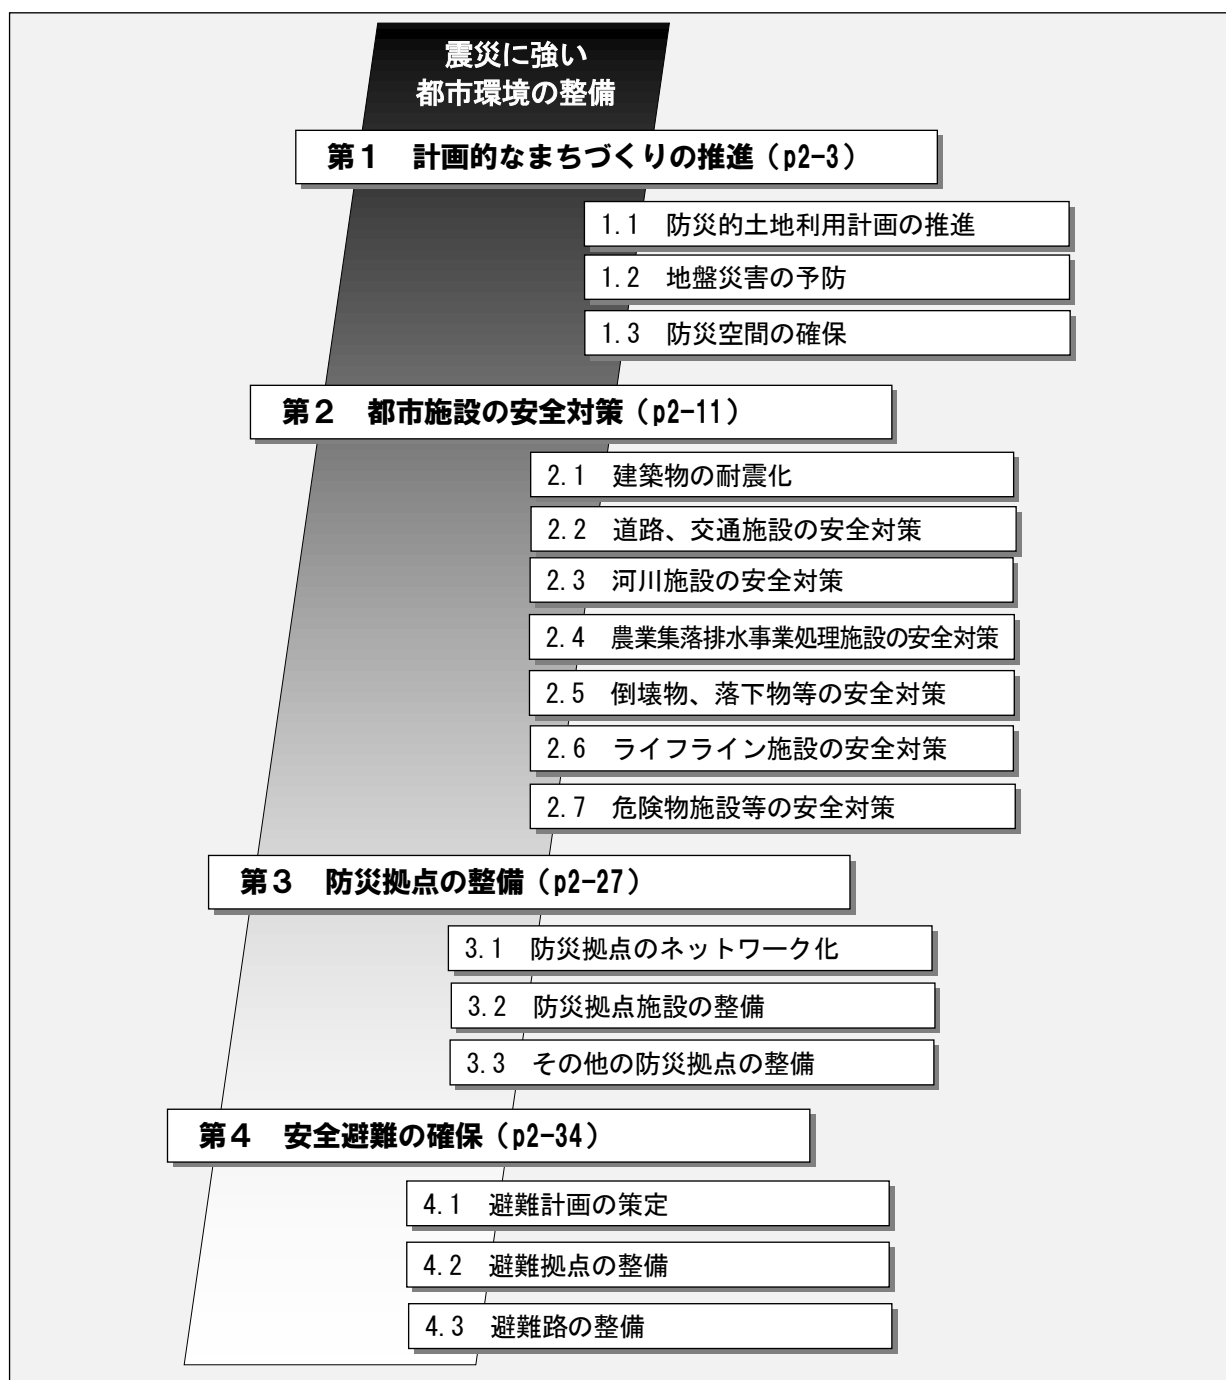 震災に強い
都市環境の整備
第１　計画的なまちづくりの推進（p2-3）
1.1　防災的土地利用計画の推進
1.2　地盤災害の予防
1.3　防災空間の確保
第２　都市施設の安全対策（p2-11）
2.1　建築物の耐震化
2.2　道路、交通施設の安全対策
2.3　河川施設の安全対策
2.4　農業集落排水事業処理施設の安全対策
2.5　倒壊物、落下物等の安全対策
2.6　ライフライン施設の安全対策
2.7　危険物施設等の安全対策
第３　防災拠点の整備（p2-27）
3.1　防災拠点のネットワーク化
3.2　防災拠点施設の整備
3.3　その他の防災拠点の整備
第４　安全避難の確保（p2-34）
4.1　避難計画の策定
4.2　避難拠点の整備
4.3　避難路の整備